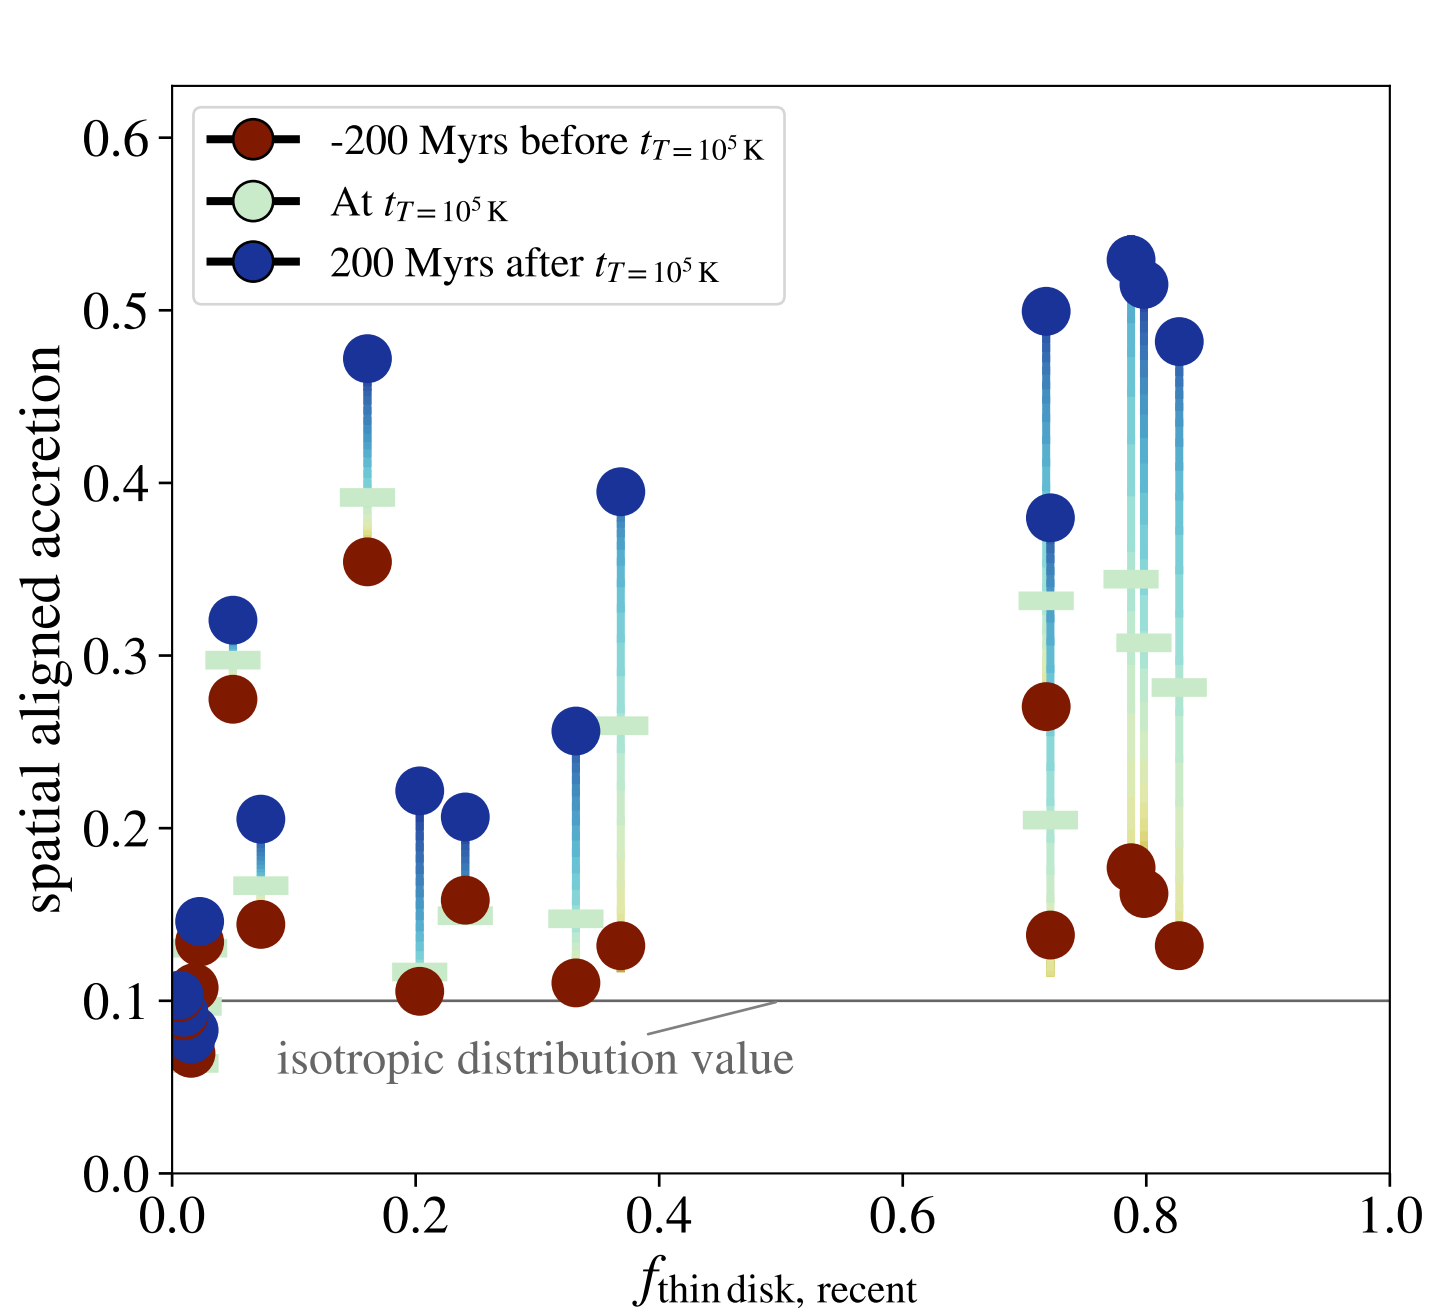 -200 Myrs before t_{T=10^5 K}
At t_{T=10^5 K}
200 Myrs after t_{T=10^5 K}
spatial aligned accretion
0.6
0.5
0.4
0.3
0.2
0.1
0.0
isotropic distribution value
0.0 0.2 0.4 0.6 0.8 1.0
f_{thin disk, recent}